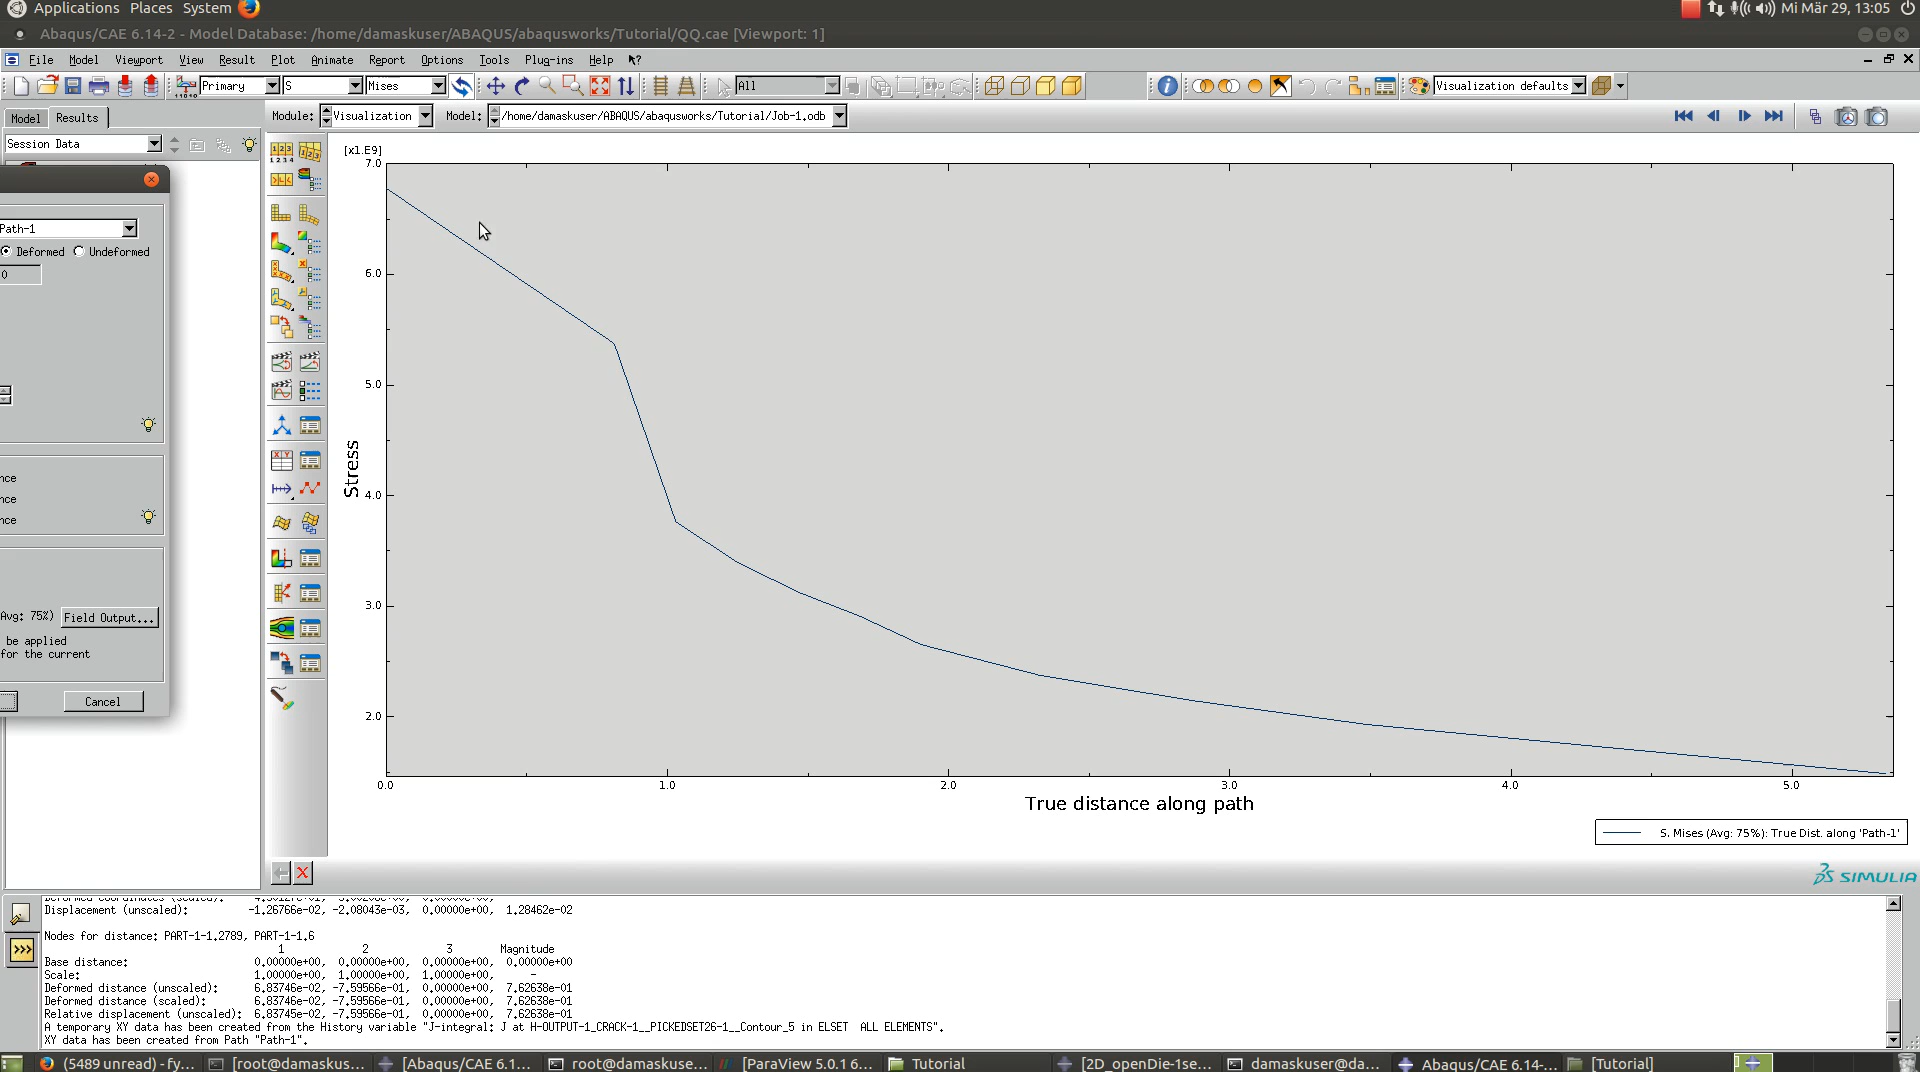 Applications Places System
Mi Mär 29, 13:05
Abaqus/CAE 6.14-2 - Model Database: /home/damaskuser/ABAQUS/abaqusworks/Tutorial/QQ.cae [Viewport: 1]
File Model Viewport View Result Plot Animate Report Options Tools Plug-ins Help
Primary S Mises All Visualization defaults
Model Results
Module: Visualization Model: /home/damaskuser/ABAQUS/abaqusworks/Tutorial/Job-1.odb
Session Data
Path-1
Deformed Undeformed
0
nce
nce
nce
Avg: 75%) Field Output...
be applied
for the current
Cancel
[x1.E9]
7.0
6.0
5.0
4.0
3.0
2.0
Stress
0.0 1.0 2.0 3.0 4.0 5.0
True distance along path
S, Mises (Avg: 75%): True Dist. along 'Path-1'
SIMULIA
Displacement (unscaled): -1.26766e-02, -2.08043e-03, 0.00000e+00, 1.28462e-02
Nodes for distance: PART-1-1.2789, PART-1-1.6
1 2 3 Magnitude
Base distance: 0.00000e+00, 0.00000e+00, 0.00000e+00, 0.00000e+00
Scale: 1.00000e+00, 1.00000e+00, 1.00000e+00, -
Deformed distance (unscaled): 6.83746e-02, -7.59566e-01, 0.00000e+00, 7.62638e-01
Deformed distance (scaled): 6.83746e-02, -7.59566e-01, 0.00000e+00, 7.62638e-01
Relative displacement (unscaled): 6.83745e-02, -7.59566e-01, 0.00000e+00, 7.62638e-01
A temporary XY data has been created from the History variable "J-integral: J at H-OUTPUT-1_CRACK-1__PICKEDSET26-1__Contour_5 in ELSET  ALL ELEMENTS".
XY data has been created from Path "Path-1".
(5489 unread) - fy... [root@damaskus... [Abaqus/CAE 6.1... root@damaskuse... [ParaView 5.0.1 6... Tutorial [2D_openDie-1se... damaskuser@da... Abaqus/CAE 6.14-... [Tutorial]